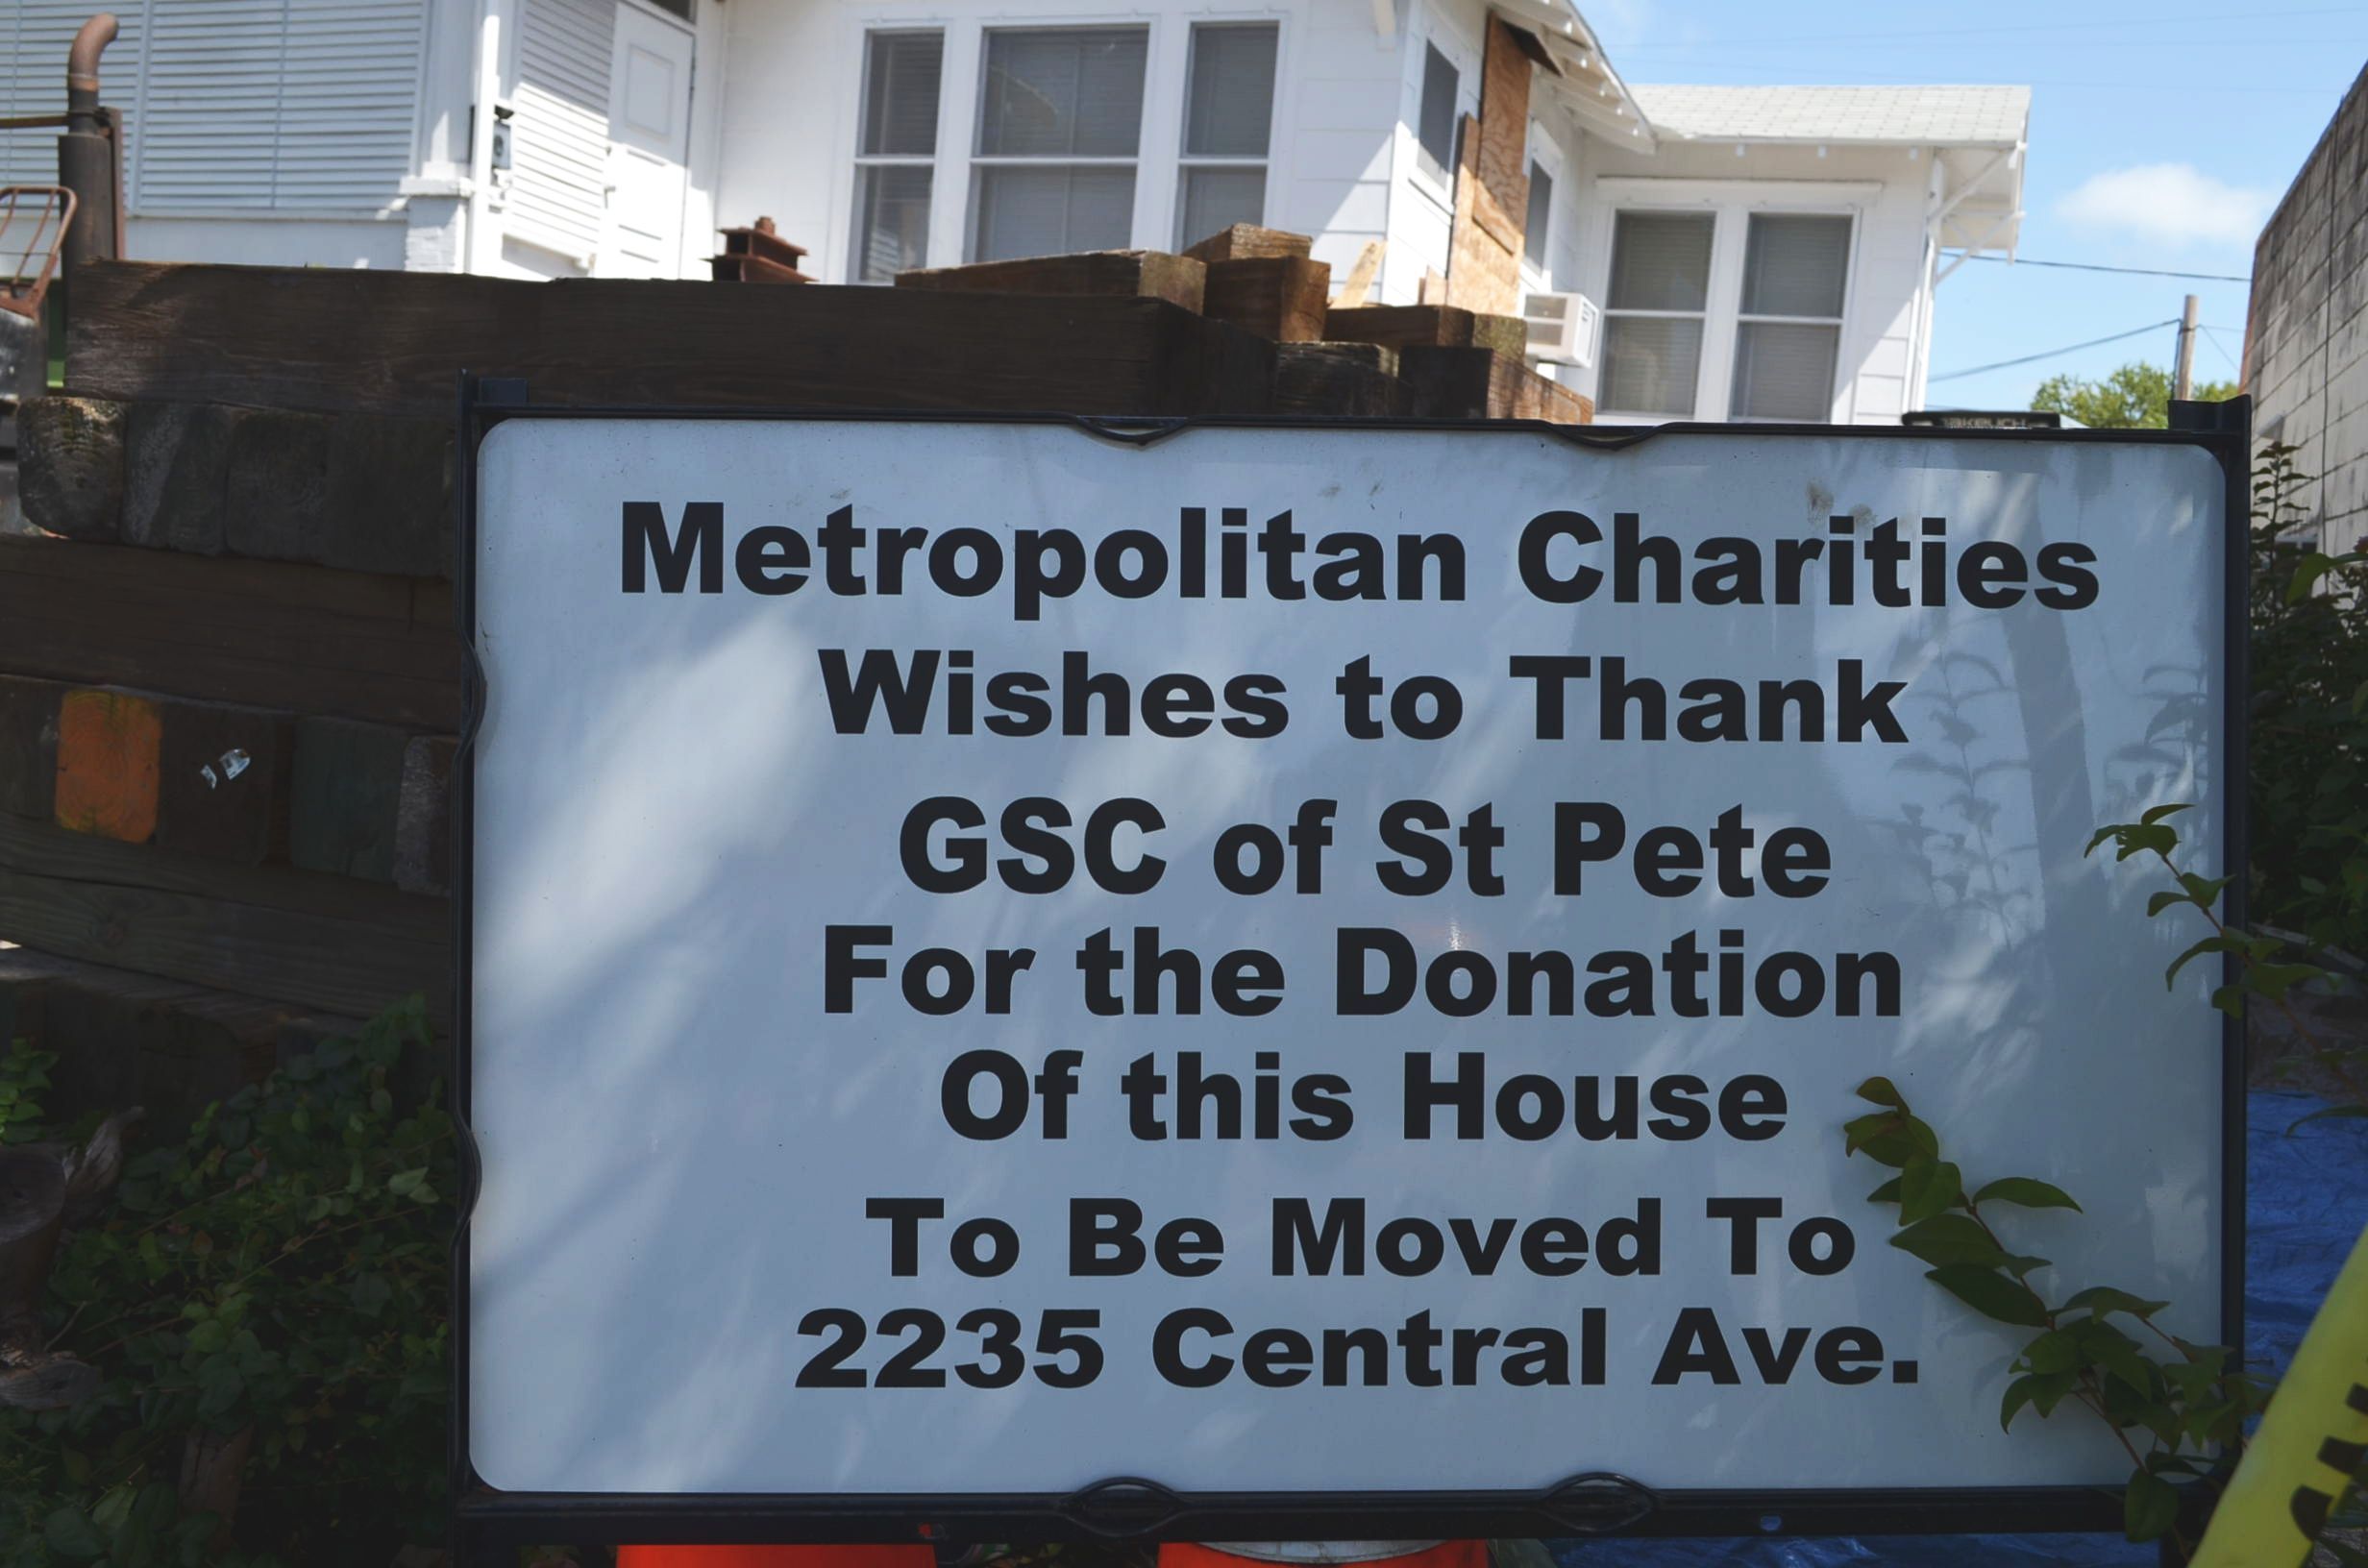 Metropolitan Charities
Wishes to Thank
GSC of St Pete
For the Donation
Of this House
To Be Moved To
2235 Central Ave.